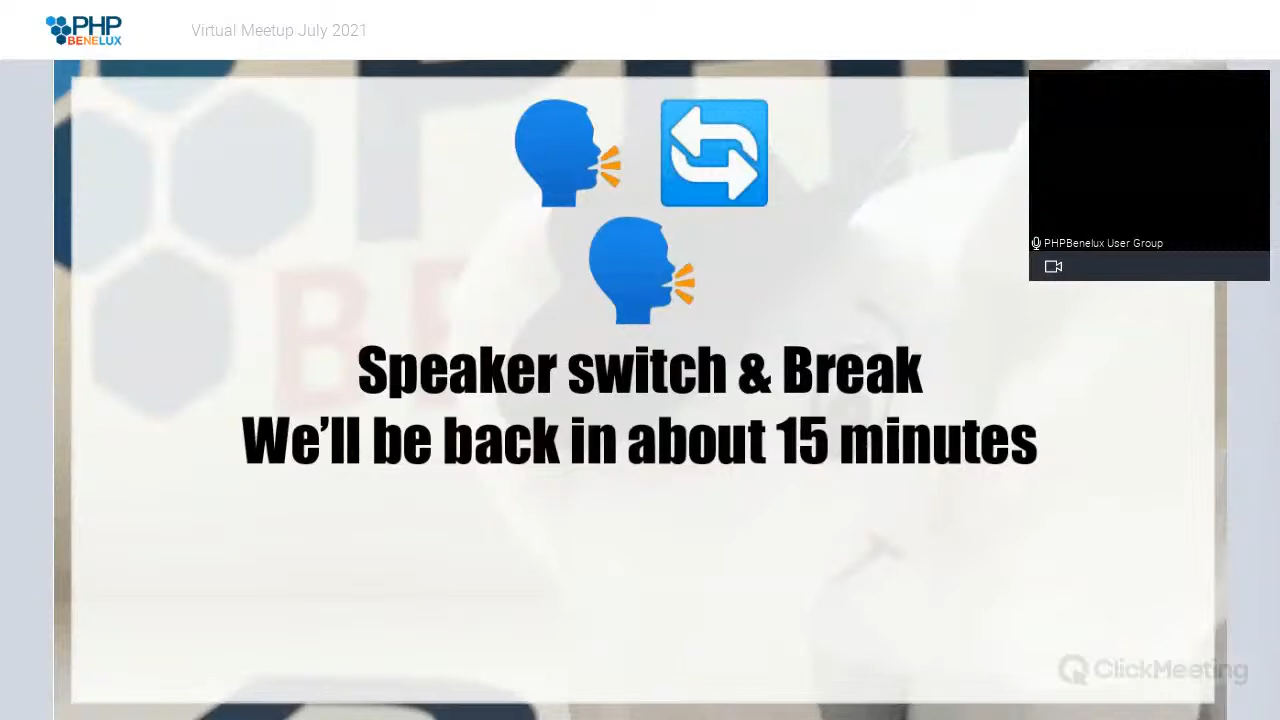 PHP
BENELUX
Virtual Meetup July 2021
PHPBenelux User Group
Speaker switch & Break
We’ll be back in about 15 minutes
ClickMeeting